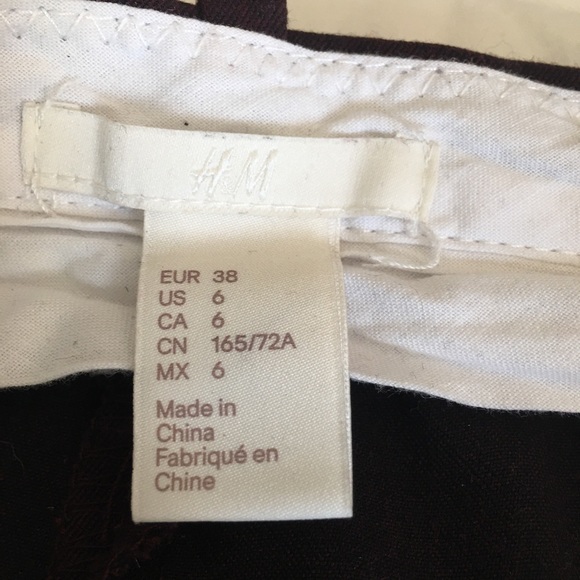 H&M
EUR 38
US 6
CA 6
CN 165/72A
MX 6
Made in
China
Fabriqué en
Chine